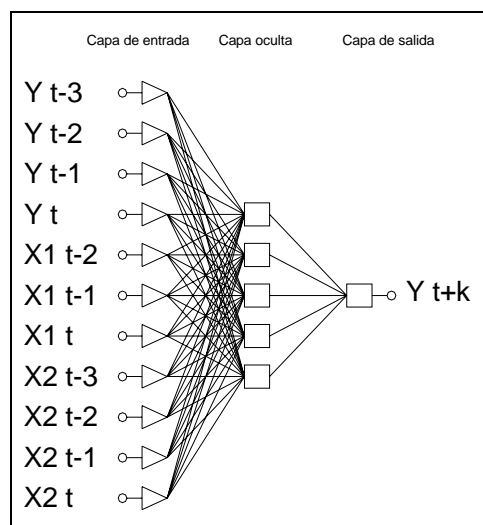 Capa de entrada Capa oculta Capa de salida
Y t-3
Y t-2
Y t-1
Y t
X1 t-2
X1 t-1
X1 t
X2 t-3
X2 t-2
X2 t-1
X2 t
Y t+k